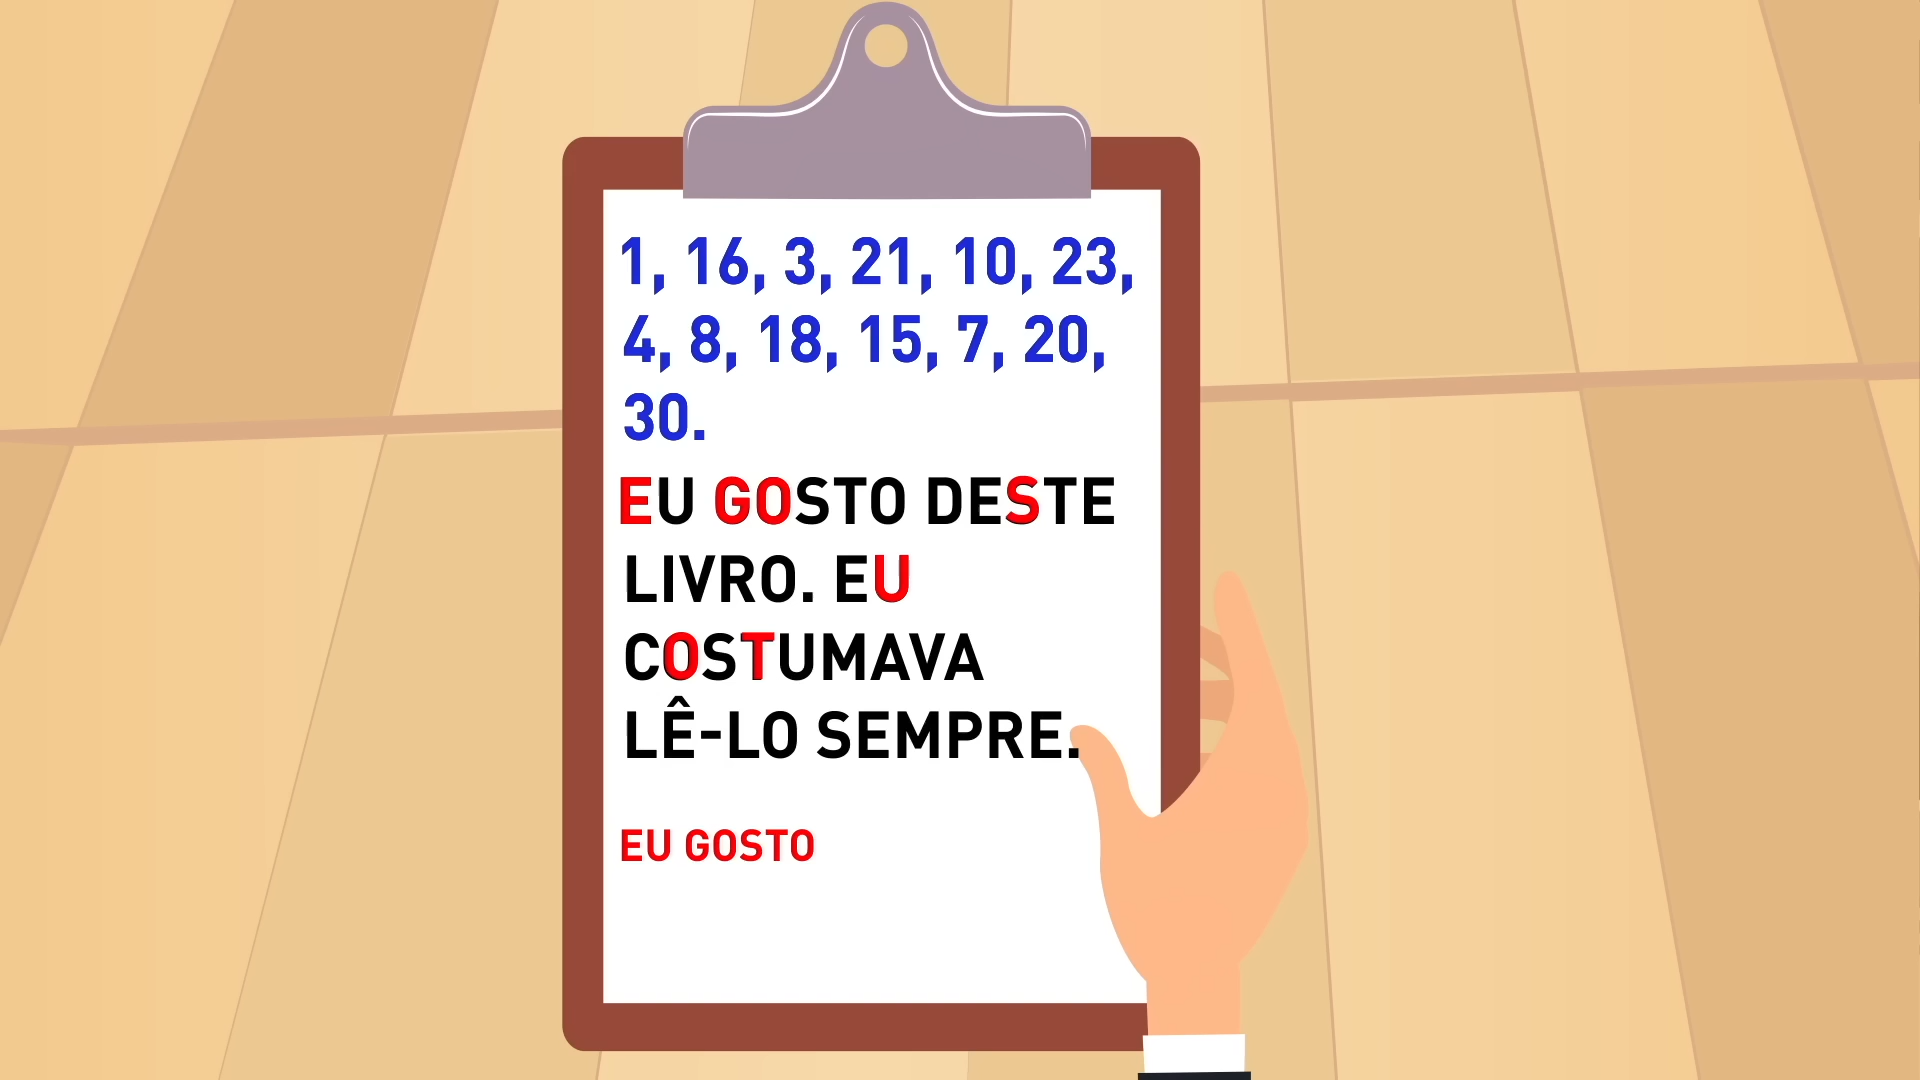 1, 16, 3, 21, 10, 23,
4, 8, 18, 15, 7, 20,
30.
EU GOSTO DESTE
LIVRO. EU
COSTUMAVA
LÊ-LO SEMPRE.
EU GOSTO